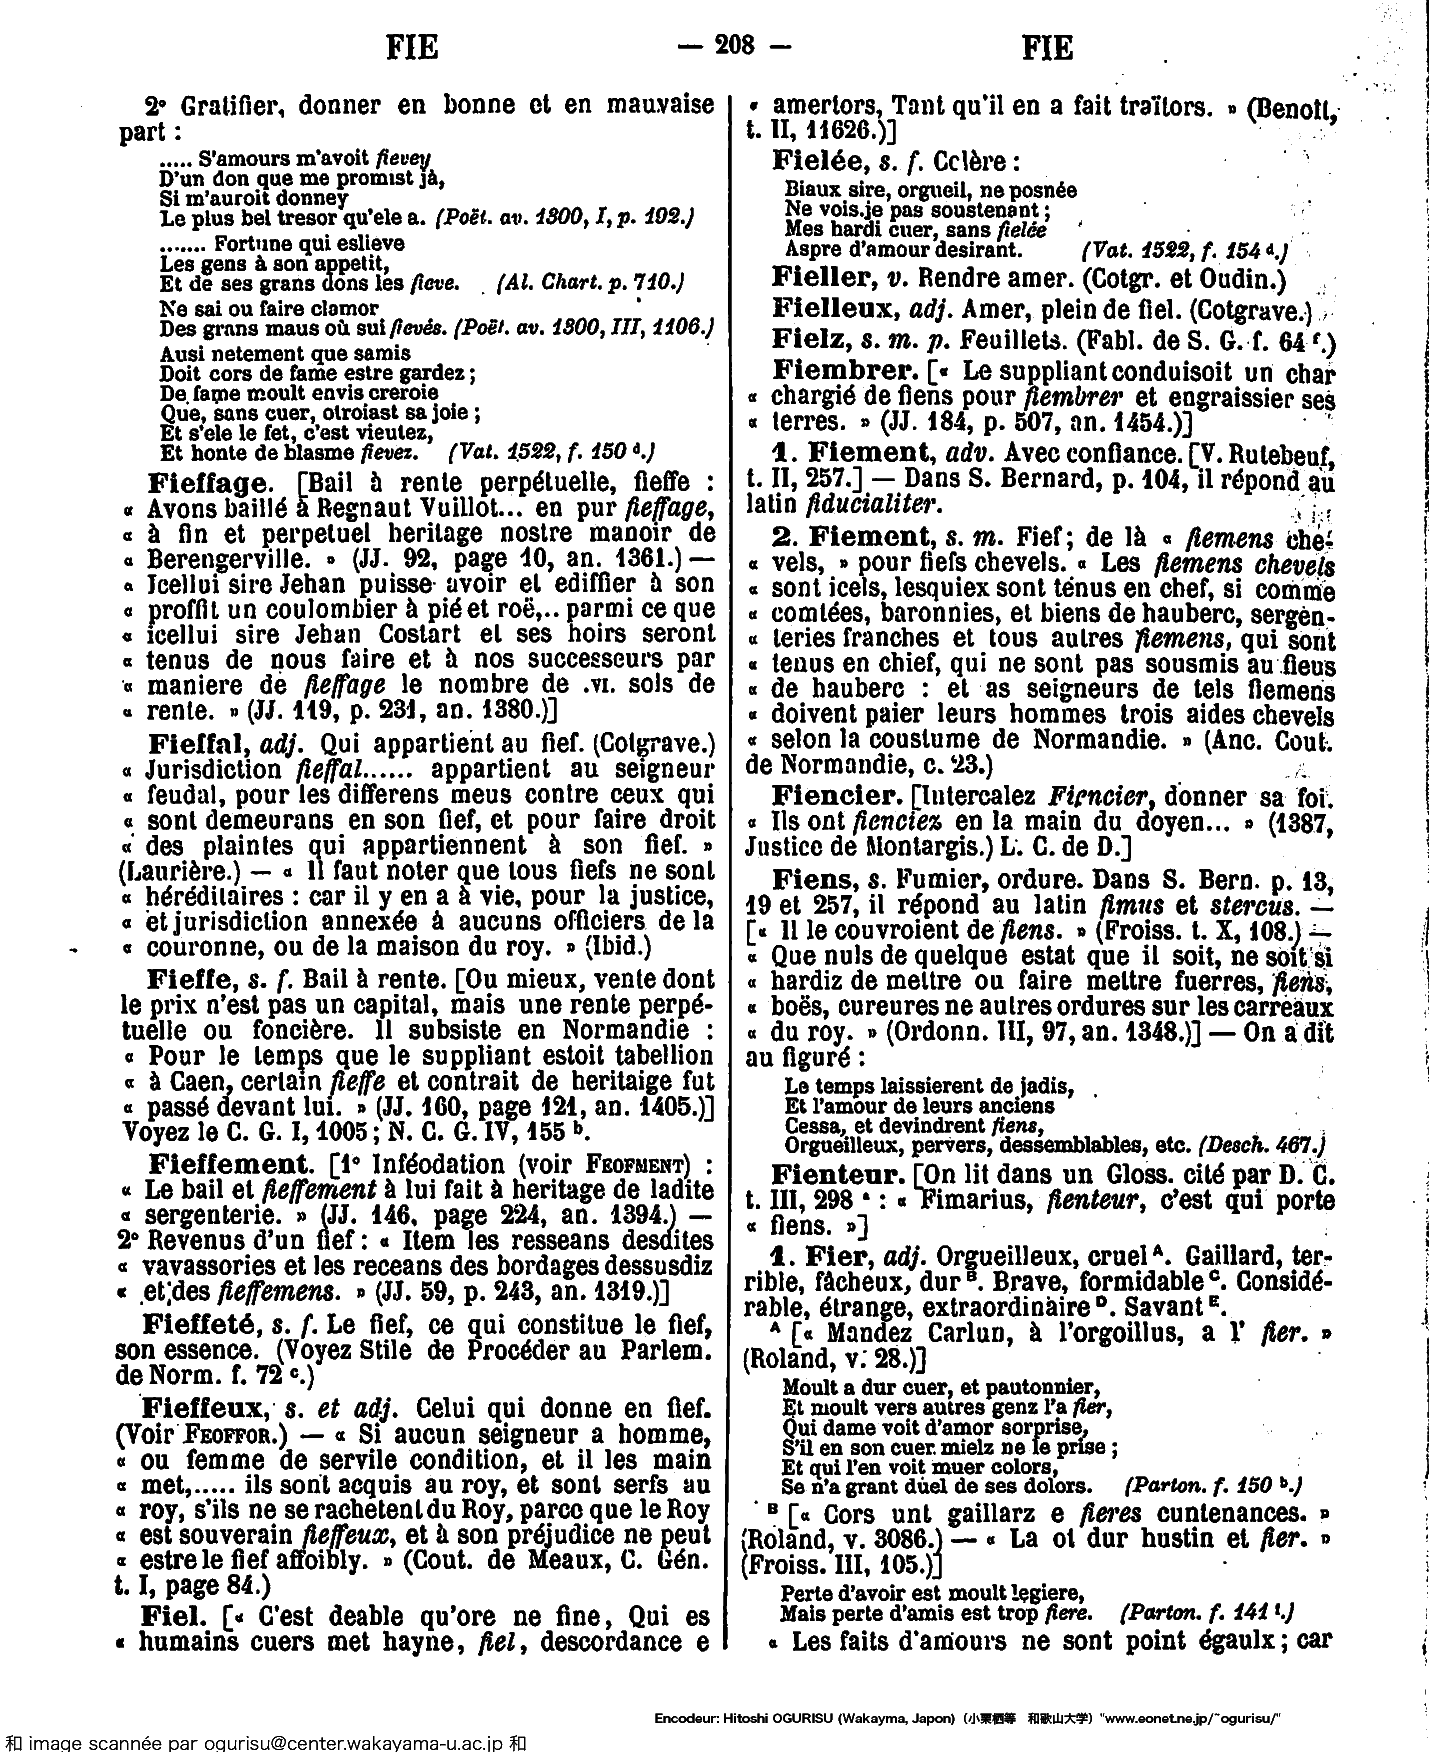 FIE — 208 — FIE
2° Gratifier, donner en bonne et en mauvaise
part :
..... S'amours m'avoit fievey
D'un don que me promist jà,
Si m'auroit donney
Le plus bel tresor qu'ele a. (Poët. av. 1300, I, p. 192.)
....... Fortune qui eslieve
Les gens à son appetit,
Et de ses grans dons les fieve. (Al. Chart. p. 710.)
Ne sai ou faire clamor
Des grans maus où sui fievés. (Poët. av. 1300, III, 1106.)
Ausi netement que samis
Doit cors de fame estre gardez ;
De fame moult envis creroie
Que, sans cuer, otroiast sa joie ;
Et s'ele le fet, c'est vieutez,
Et honte de blasme fievez. (Vat. 1522, f. 150 d.)
Fieffage. [Bail à rente perpétuelle, fieffe :
« Avons baillé à Regnaut Vuillot... en pur fieffage,
« à fin et perpetuel heritage nostre manoir de
« Berengerville. » (JJ. 92, page 10, an. 1361.) —
« Icellui sire Jehan puisse avoir et ediffier à son
« proffit un coulombier à pié et roë,.. parmi ce que
« icellui sire Jehan Costart et ses hoirs seront
« tenus de nous faire et à nos successeurs par
« maniere de fieffage le nombre de .VI. sols de
« rente. » (JJ. 119, p. 231, an. 1380.)]
Fieffal, adj. Qui appartient au fief. (Cotgrave.)
« Jurisdiction fieffal...... appartient au seigneur
« feudal, pour les differens meus contre ceux qui
« sont demeurans en son fief, et pour faire droit
« des plaintes qui appartiennent à son fief. »
(Laurière.) — « Il faut noter que tous fiefs ne sont
« héréditaires : car il y en a à vie, pour la justice,
« et jurisdiction annexée à aucuns officiers de la
« couronne, ou de la maison du roy. » (Ibid.)
Fieffe, s. f. Bail à rente. [Ou mieux, vente dont
le prix n'est pas un capital, mais une rente perpé-
tuelle ou foncière. Il subsiste en Normandie :
« Pour le temps que le suppliant estoit tabellion
« à Caen, certain fieffe et contrait de heritaige fut
« passé devant lui. » (JJ. 160, page 121, an. 1405.)]
Voyez le C. G. I, 1005 ; N. C. G. IV, 155 b.
Fieffement. [1° Inféodation (voir FEOFMENT) :
« Le bail et fieffement à lui fait à heritage de ladite
« sergenterie. » (JJ. 146, page 224, an. 1394.) —
2° Revenus d'un fief : « Item les resseans desdites
« vavassories et les receans des bordages dessusdiz
« et des fieffemens. » (JJ. 59, p. 243, an. 1319.)]
Fieffeté, s. f. Le fief, ce qui constitue le fief,
son essence. (Voyez Stile de Procéder au Parlem.
de Norm. f. 72 c.)
Fieffeux, s. et adj. Celui qui donne en fief.
(Voir FEOFFOR.) — « Si aucun seigneur a homme,
« ou femme de servile condition, et il les main
« met,..... ils sont acquis au roy, et sont serfs au
« roy, s'ils ne se rachetent du Roy, parce que le Roy
« est souverain fieffeux, et à son préjudice ne peut
« estre le fief affoibly. » (Cout. de Meaux, C. Gén.
t. I, page 84.)
Fiel. [« C'est deable qu'ore ne fine, Qui es
« humains cuers met hayne, fiel, descordance e
« amertors, Tant qu'il en a fait traïtors. » (Benoit,
t. II, 11626.)]
Fielée, s. f. Colère :
Biaux sire, orgueil, ne posnée
Ne vois je pas soustenant ;
Mes hardi cuer, sans fielée
Aspre d'amour desirant. (Vat. 1522, f. 154 d.)
Fieller, v. Rendre amer. (Cotgr. et Oudin.)
Fielleux, adj. Amer, plein de fiel. (Cotgrave.)
Fielz, s. m. p. Feuillets. (Fabl. de S. G. f. 64 f.)
Fiembrer. [« Le suppliant conduisoit un char
« chargié de fiens pour fiembrer et engraissier ses
« terres. » (JJ. 184, p. 507, an. 1454.)]
1. Fiement, adv. Avec confiance. [V. Rutebeuf,
t. II, 257.] — Dans S. Bernard, p. 104, il répond au
latin fiducialiter.
2. Fiement, s. m. Fief ; de là « fiemens che-
« vels, » pour fiefs chevels. « Les fiemens chevels
« sont icels, lesquiex sont tenus en chef, si comme
« comtées, baronnies, et biens de hauberc, sergen-
« teries franches et tous autres fiemens, qui sont
« tenus en chief, qui ne sont pas sousmis au fieus
« de hauberc : et as seigneurs de tels fiemens
« doivent paier leurs hommes trois aides chevels
« selon la coustume de Normandie. » (Anc. Cout.
de Normandie, c. 23.)
Fiencier. [Intercalez Fiencier, donner sa foi.
« Ils ont fienciez en la main du doyen... » (1387,
Justice de Montargis.) L. C. de D.]
Fiens, s. Fumier, ordure. Dans S. Bern. p. 13,
19 et 257, il répond au latin fimus et stercus. —
[« Il le couvroient de fiens. » (Froiss. t. X, 108.) —
« Que nuls de quelque estat que il soit, ne soit si
« hardiz de mettre ou faire mettre fuerres, fiens,
« boës, cureures ne autres ordures sur les carreaux
« du roy. » (Ordonn. III, 97, an. 1348.)] — On a dit
au figuré :
Le temps laissierent de jadis,
Et l'amour de leurs anciens
Cessa, et devindrent fiens,
Orgueilleux, pervers, dessemblables, etc. (Desch. 467.)
Fienteur. [On lit dans un Gloss. cité par D. C.
t. III, 298 a : « Fimarius, fienteur, c'est qui porte
« fiens. »]
1. Fier, adj. Orgueilleux, cruel A. Gaillard, ter-
rible, fâcheux, dur B. Brave, formidable C. Considé-
rable, étrange, extraordinaire D. Savant E.
A [« Mandez Carlun, à l'orgoillus, a l' fier. »
(Roland, v. 28.)]
Moult a dur cuer, et pautonnier,
Et moult vers autres genz l'a fier,
Qui dame voit d'amor sorprise,
S'il en son cuer mielz ne le prise ;
Et qui l'en voit muer colors,
Se n'a grant duel de ses dolors. (Parton. f. 150 b.)
B [« Cors unt gaillarz e fieres cuntenances. »
(Roland, v. 3086.) — « La ot dur hustin et fier. »
(Froiss. III, 105.)]
Perte d'avoir est moult legiere,
Mais perte d'amis est trop fiere. (Parton. f. 141 f.)
« Les faits d'amours ne sont point égaulx ; car
Encodeur: Hitoshi OGURISU (Wakayma, Japon) (小栗栖等 和歌山大学) "www.eonet.ne.jp/~ogurisu/"
和 image scannée par ogurisu@center.wakayama-u.ac.jp 和